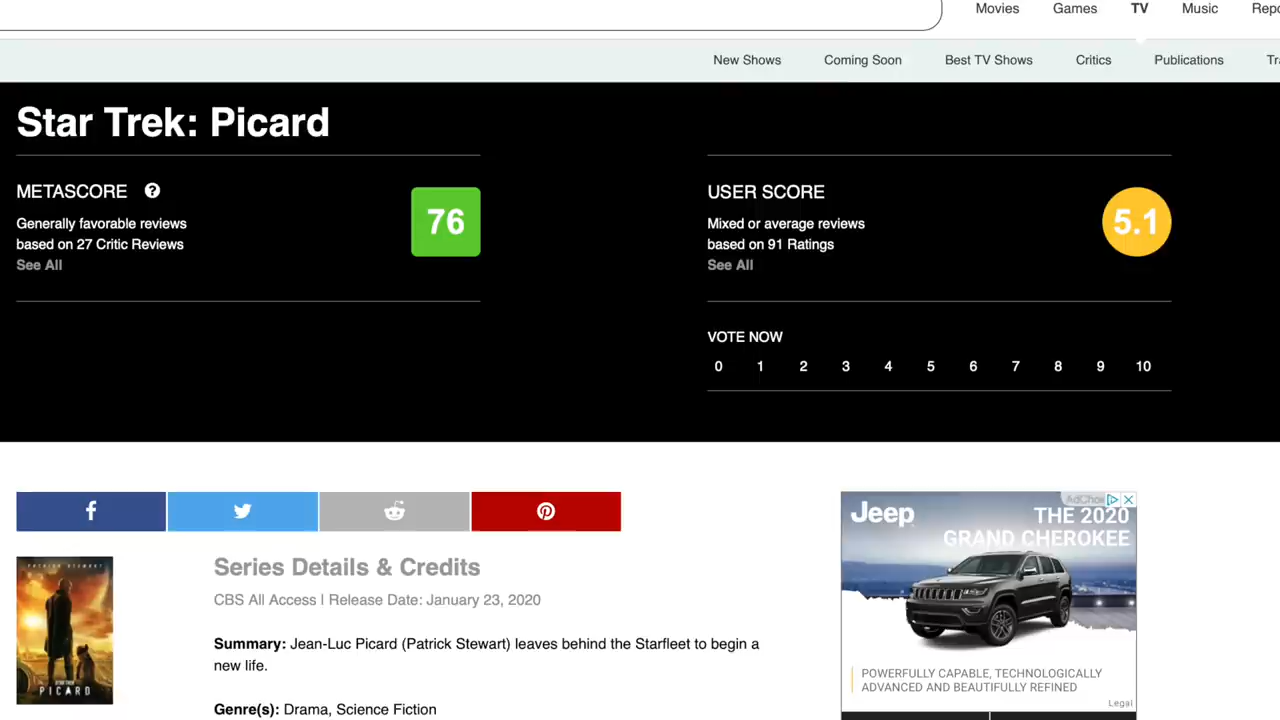 Movies Games TV Music
New Shows Coming Soon Best TV Shows Critics Publications
Star Trek: Picard
METASCORE ?
Generally favorable reviews
based on 27 Critic Reviews
See All
76
USER SCORE
Mixed or average reviews
based on 91 Ratings
See All
5.1
VOTE NOW
0 1 2 3 4 5 6 7 8 9 10
Series Details & Credits
CBS All Access | Release Date: January 23, 2020
Summary: Jean-Luc Picard (Patrick Stewart) leaves behind the Starfleet to begin a
new life.
Genre(s): Drama, Science Fiction
PATRICK STEWART
STAR TREK
PICARD
Jeep
THE 2020
GRAND CHEROKEE
POWERFULLY CAPABLE, TECHNOLOGICALLY
ADVANCED AND BEAUTIFULLY REFINED
Legal